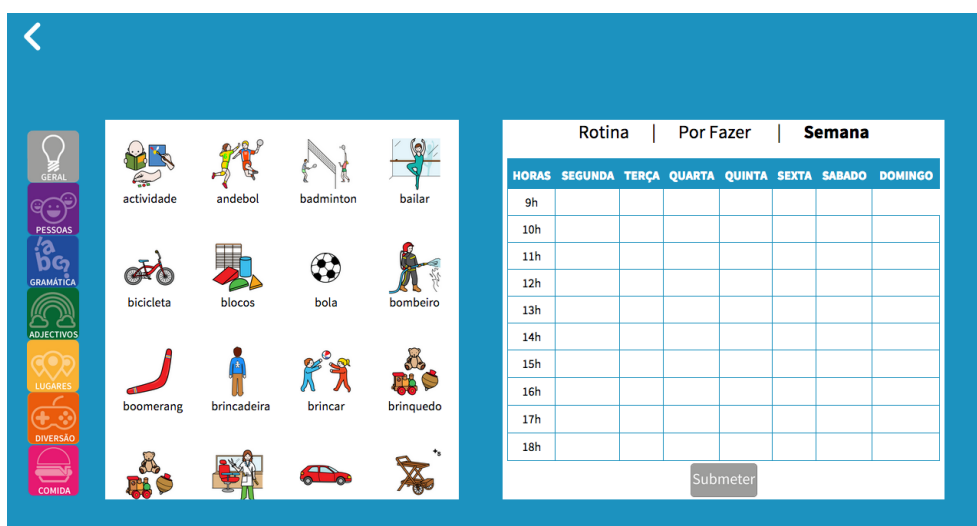 GERAL
PESSOAS
/a
bç?
GRAMÁTICA
ADJECTIVOS
LUGARES
DIVERSÃO
COMIDA
actividade andebol badminton bailar
bicicleta blocos bola bombeiro
boomerang brincadeira brincar brinquedo
+s
Rotina | Por Fazer | Semana
HORAS SEGUNDA TERÇA QUARTA QUINTA SEXTA SABADO DOMINGO
9h
10h
11h
12h
13h
14h
15h
16h
17h
18h
Submeter